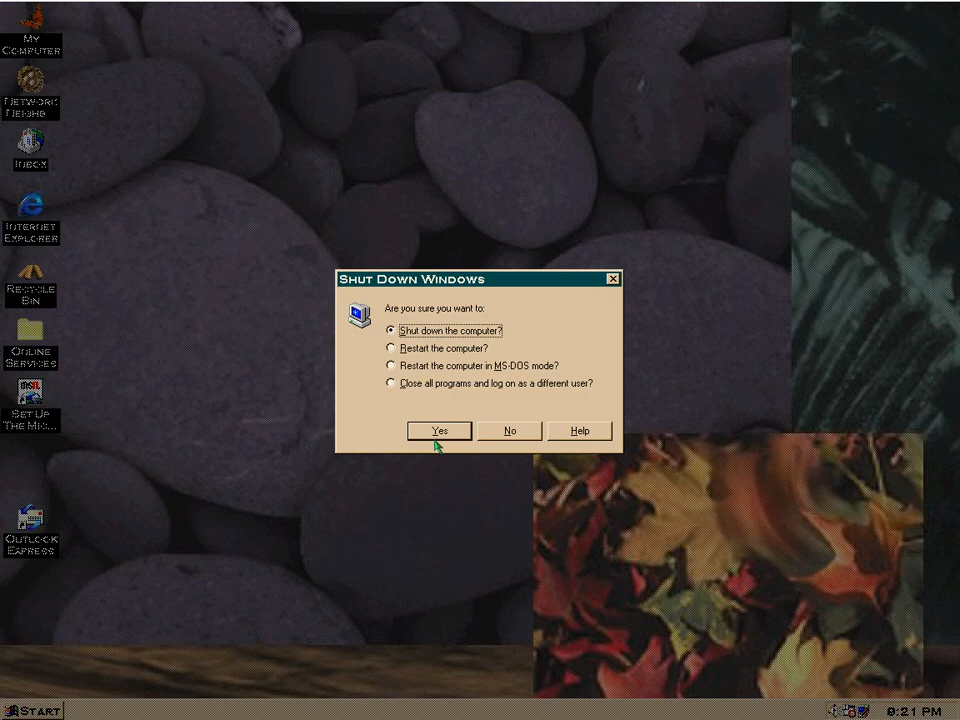 My
Computer
Network
Neighb...
Inbox
Internet
Explorer
Recycle
Bin
Online
Services
msn
Set Up
The Mi...
Outlook
Express
Shut Down Windows
Are you sure you want to:
Shut down the computer?
Restart the computer?
Restart the computer in MS-DOS mode?
Close all programs and log on as a different user?
Yes No Help
Start
9:21 PM